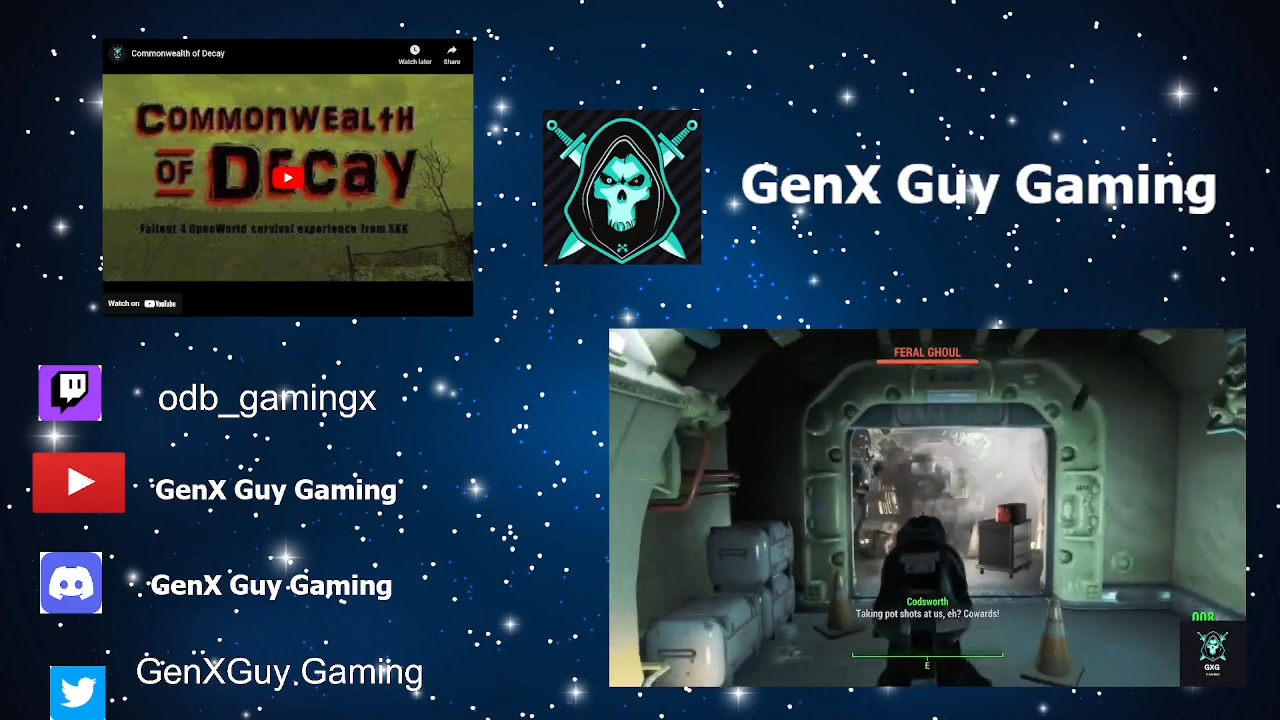 Commonwealth of Decay
Watch later
Share
COMMONWEALTH
OF DECAY
Fallout 4 OpenWorld survival experience from SKK
Watch on YouTube
GenX Guy Gaming
odb_gamingx
GenX Guy Gaming
GenX Guy Gaming
GenXGuy Gaming
FERAL GHOUL
Codsworth
Taking pot shots at us, eh? Cowards!
E
008
GXG
GAMING